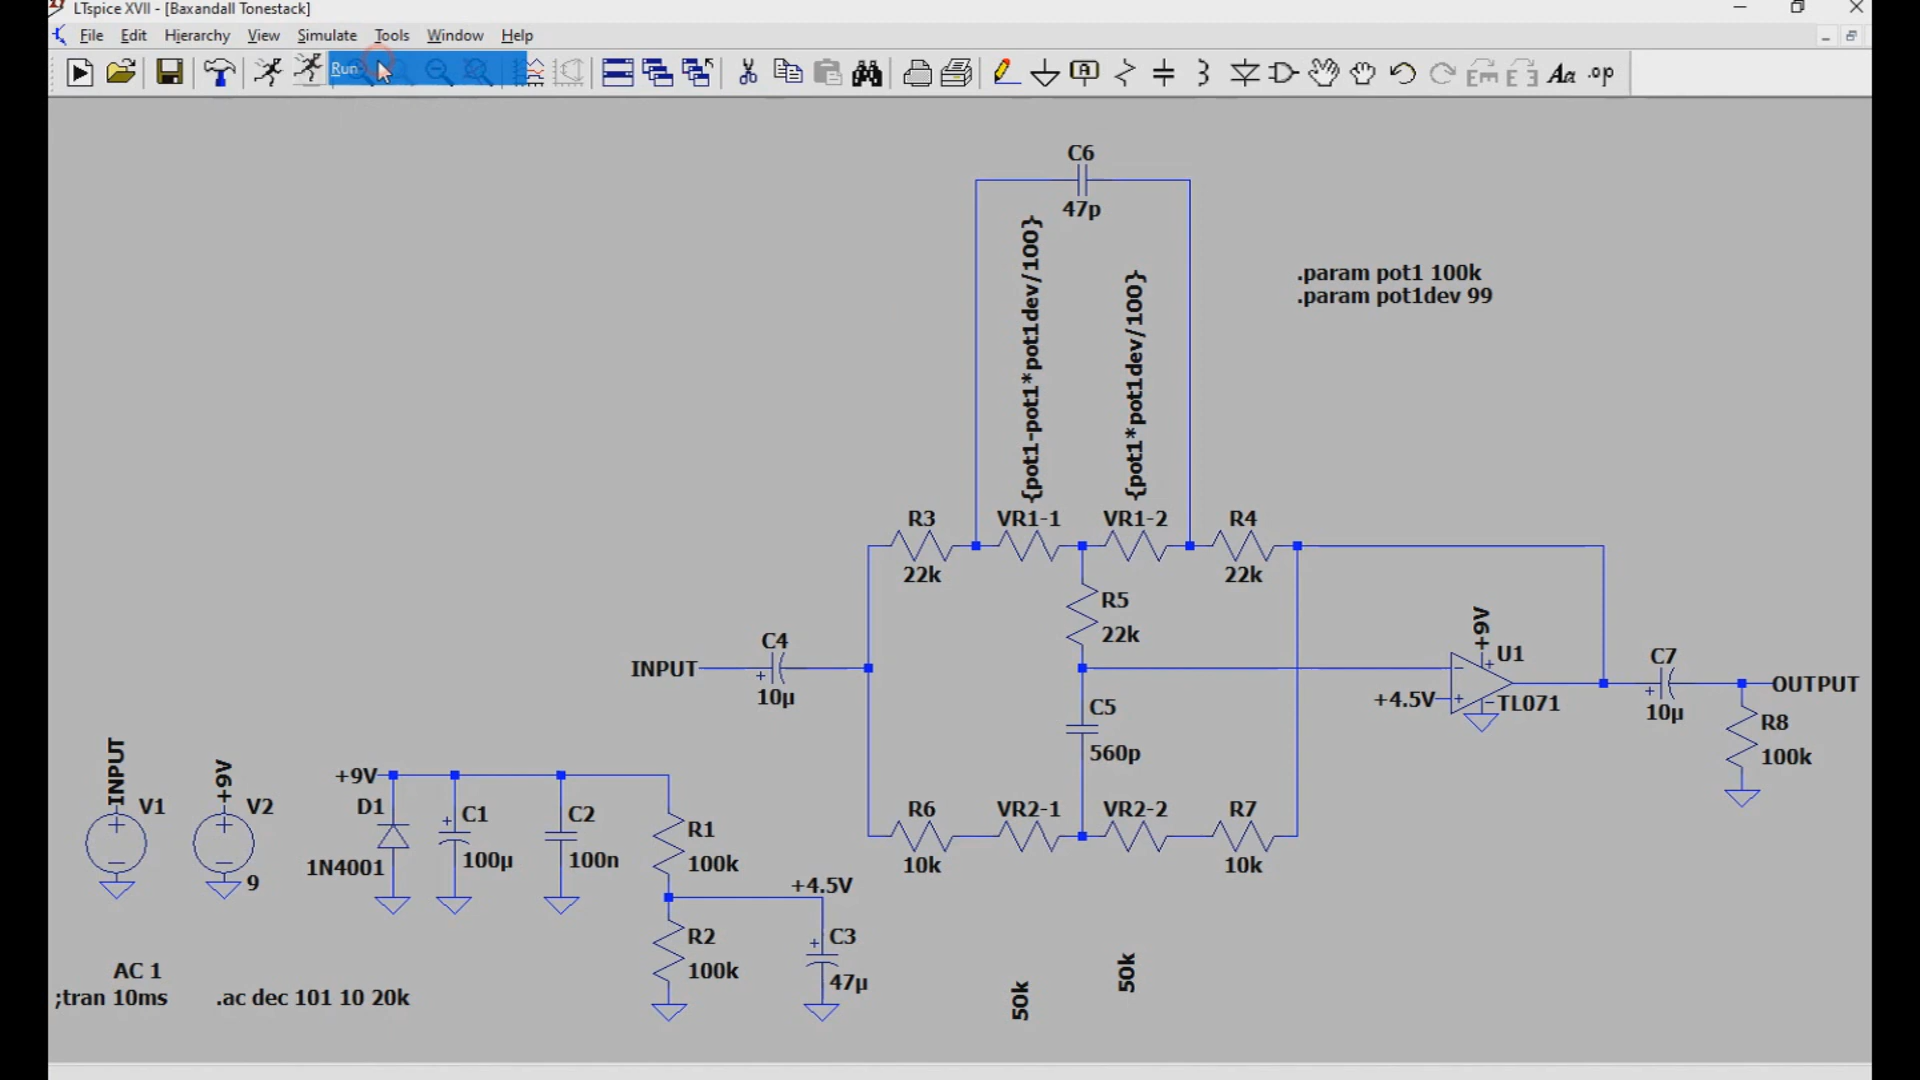 LTspice XVII - [Baxandall Tonestack]
File Edit Hierarchy View Simulate Tools Window Help
Run
Aa .op
C6
47p
{pot1-pot1*pot1dev/100}
{pot1*pot1dev/100}
.param pot1 100k
.param pot1dev 99
R3 VR1-1 VR1-2 R4
22k 22k
R5
22k
+9V
U1
C4
INPUT
10µ
+4.5V
TL071
C7
10µ
OUTPUT
R8
100k
C5
560p
INPUT
V1
+9V
V2
9
+9V
D1
1N4001
C1
100µ
C2
100n
R1
100k
+4.5V
R6 VR2-1 VR2-2 R7
10k 10k
R2
100k
C3
47µ
50k
50k
AC 1
;tran 10ms
.ac dec 101 10 20k